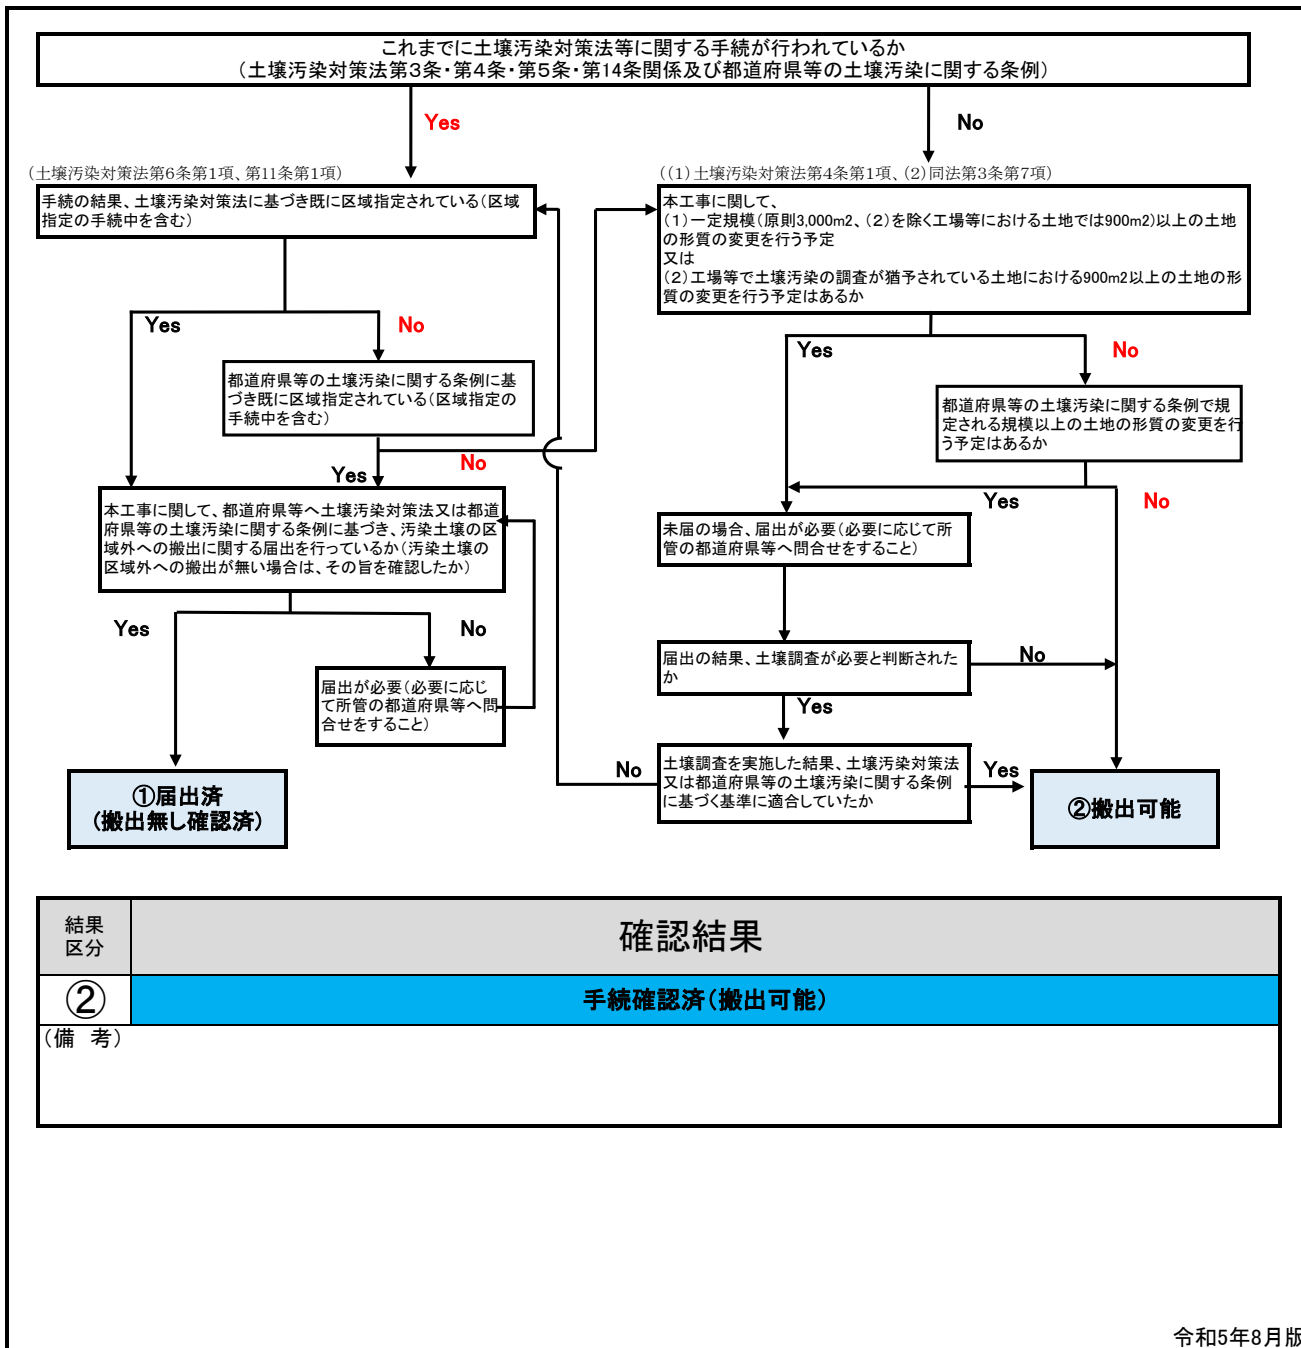 これまでに土壌汚染対策法等に関する手続が行われているか
（土壌汚染対策法第３条・第４条・第５条・第14条関係及び都道府県等の土壌汚染に関する条例）
Yes
No
（土壌汚染対策法第6条第1項、第11条第1項）
手続の結果、土壌汚染対策法に基づき既に区域指定されている（区域
指定の手続中を含む）
（(1)土壌汚染対策法第4条第1項、(2)同法第3条第7項）
本工事に関して、
（１）一定規模（原則3,000m2、（２）を除く工場等における土地では900m2）以上の土地
の形質の変更を行う予定
又は
（２）工場等で土壌汚染の調査が猶予されている土地における900m2以上の土地の形
質の変更を行う予定はあるか
Yes
No
都道府県等の土壌汚染に関する条例に基
づき既に区域指定されている（区域指定の
手続中を含む）
Yes
No
Yes
No
都道府県等の土壌汚染に関する条例で規
定される規模以上の土地の形質の変更を行
う予定はあるか
Yes
No
本工事に関して、都道府県等へ土壌汚染対策法又は都道
府県等の土壌汚染に関する条例に基づき、汚染土壌の区
域外への搬出に関する届出を行っているか（汚染土壌の
区域外への搬出が無い場合は、その旨を確認したか）
Yes
No
届出が必要（必要に応じ
て所管の都道府県等へ問
合せをすること）
未届の場合、届出が必要（必要に応じて所
管の都道府県等へ問合せをすること）
届出の結果、土壌調査が必要と判断された
か
No
Yes
土壌調査を実施した結果、土壌汚染対策法
又は都道府県等の土壌汚染に関する条例
に基づく基準に適合していたか
No
Yes
①届出済
（搬出無し確認済）
②搬出可能
結果
区分
確認結果
②
手続確認済（搬出可能）
（備　考）
令和5年8月版